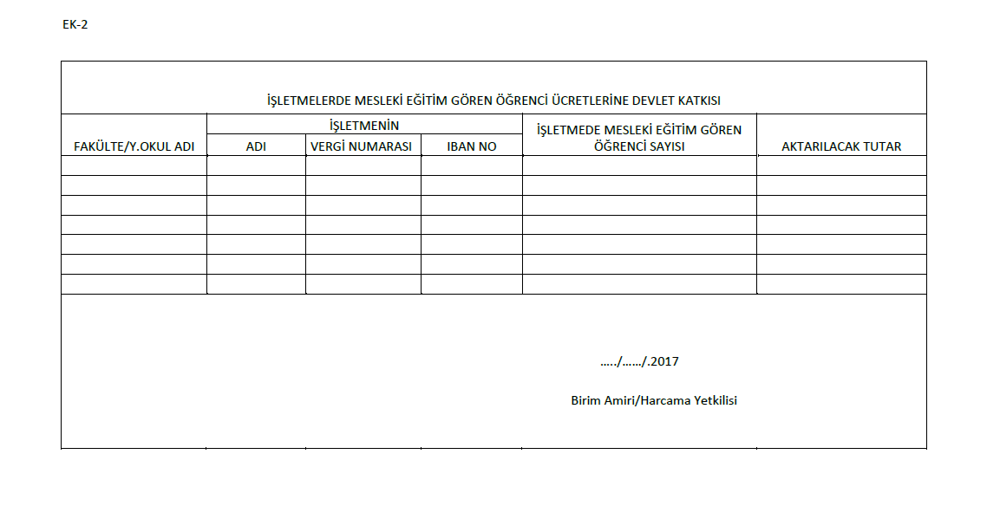 EK-2
İŞLETMELERDE MESLEKİ EĞİTİM GÖREN ÖĞRENCİ ÜCRETLERİNE DEVLET KATKISI
FAKÜLTE/Y.OKUL ADI
İŞLETMENİN
ADI
VERGİ NUMARASI
IBAN NO
İŞLETMEDE MESLEKİ EĞİTİM GÖREN
ÖĞRENCİ SAYISI
AKTARILACAK TUTAR
…../……/.2017
Birim Amiri/Harcama Yetkilisi